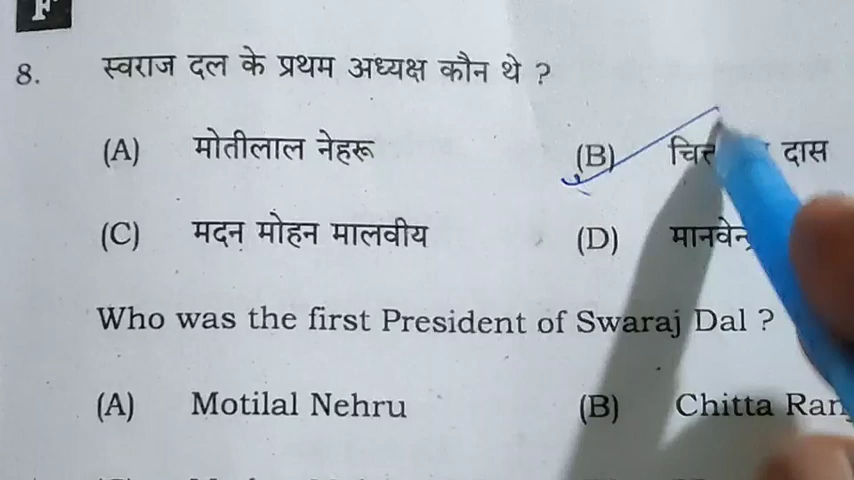 F
8. स्वराज दल के प्रथम अध्यक्ष कौन थे ?
(A) मोतीलाल नेहरू (B) दास
(C) मदन मोहन मालवीय (D)
Who was the first President of Swaraj Dal ?
(A) Motilal Nehru (B) Chitta